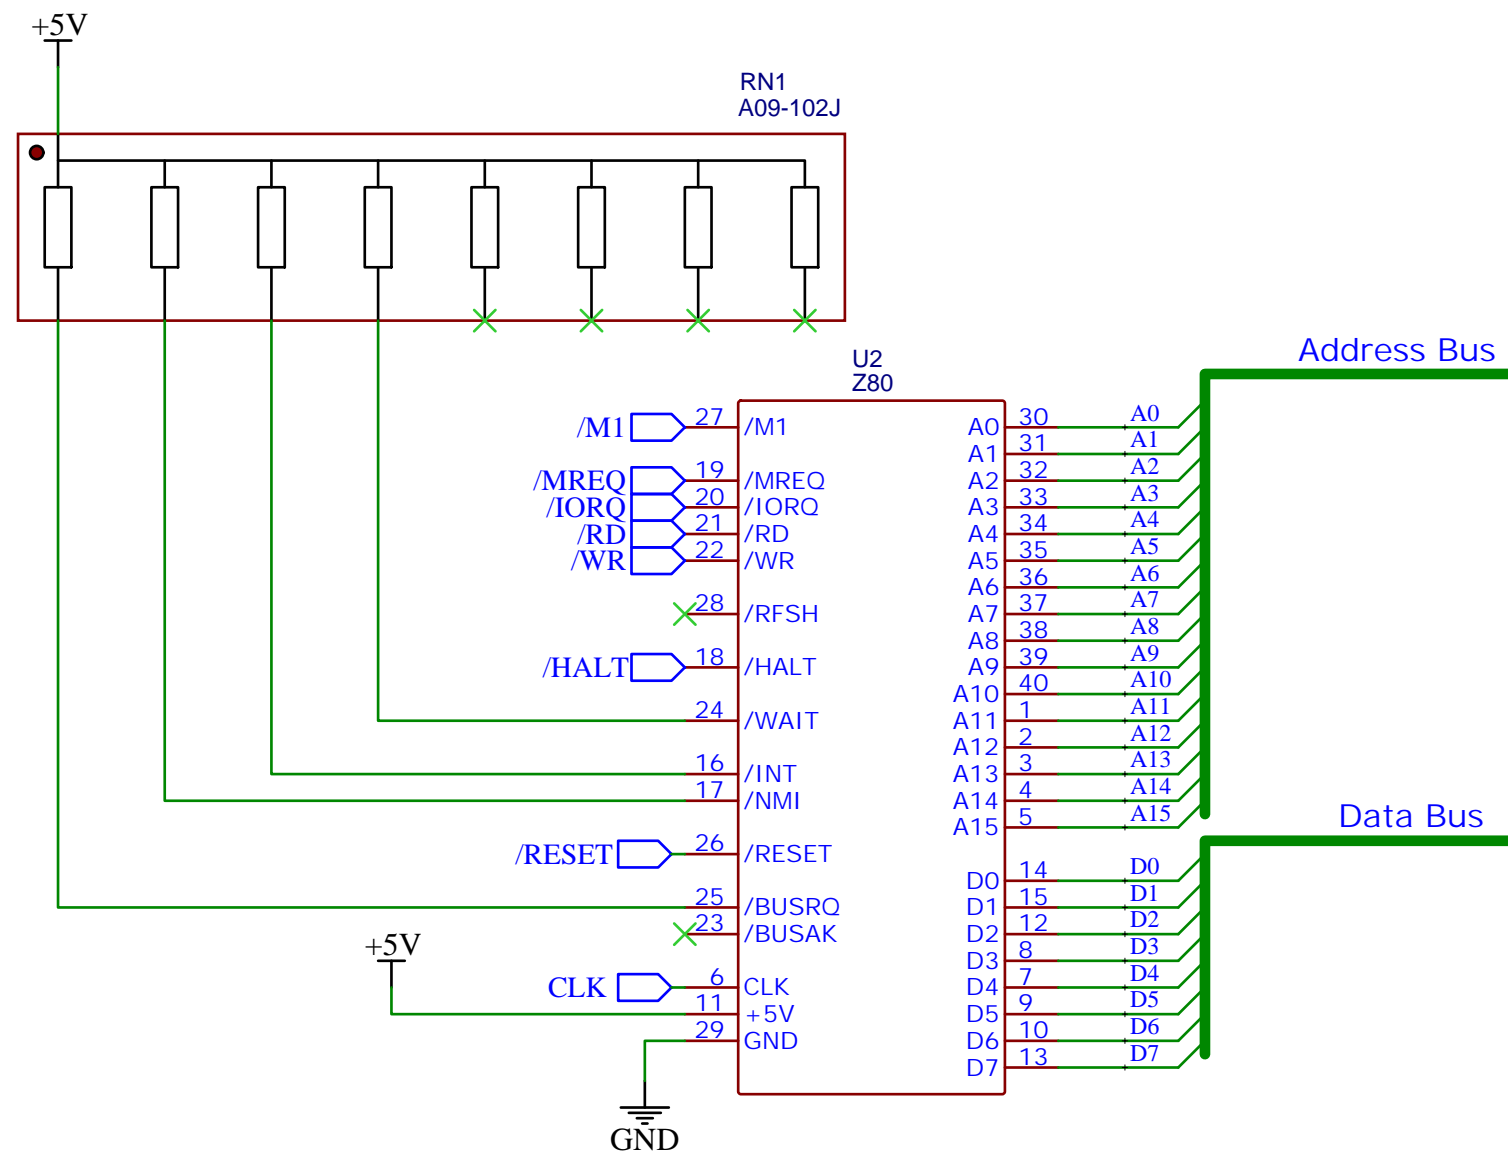 +5V
RN1
A09-102J
Address Bus
U2
Z80
/M1 27 /M1
/MREQ 19 /MREQ
/IORQ 20 /IORQ
/RD 21 /RD
/WR 22 /WR
28 /RFSH
/HALT 18 /HALT
24 /WAIT
16 /INT
17 /NMI
/RESET 26 /RESET
25 /BUSRQ
23 /BUSAK
+5V
CLK 6 CLK
11 +5V
29 GND
GND
A0 30 A0
A1 31 A1
A2 32 A2
A3 33 A3
A4 34 A4
A5 35 A5
A6 36 A6
A7 37 A7
A8 38 A8
A9 39 A9
A10 40 A10
A11 1 A11
A12 2 A12
A13 3 A13
A14 4 A14
A15 5 A15
Data Bus
D0 14 D0
D1 15 D1
D2 12 D2
D3 8 D3
D4 7 D4
D5 9 D5
D6 10 D6
D7 13 D7